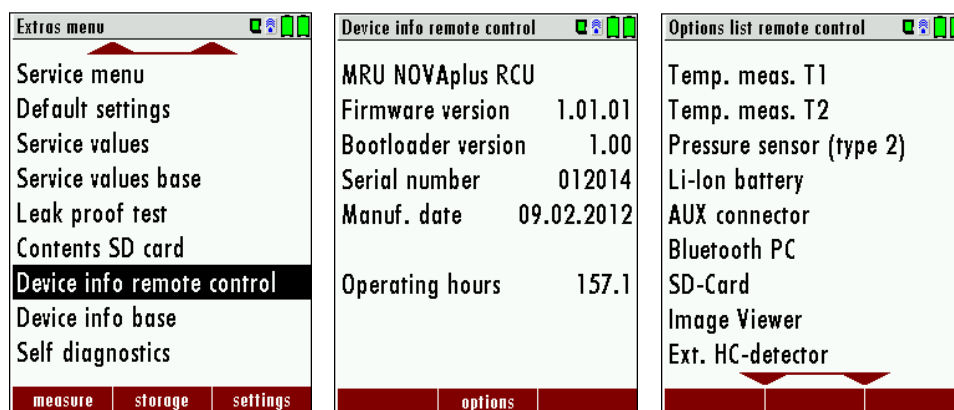 Extras menu
Service menu
Default settings
Service values
Service values base
Leak proof test
Contents SD card
Device info remote control
Device info base
Self diagnostics
measure storage settings
Device info remote control
MRU NOVAplus RCU
Firmware version 1.01.01
Bootloader version 1.00
Serial number 012014
Manuf. date 09.02.2012
Operating hours 157.1
options
Options list remote control
Temp. meas. T1
Temp. meas. T2
Pressure sensor (type 2)
Li-Ion battery
AUX connector
Bluetooth PC
SD-Card
Image Viewer
Ext. HC-detector